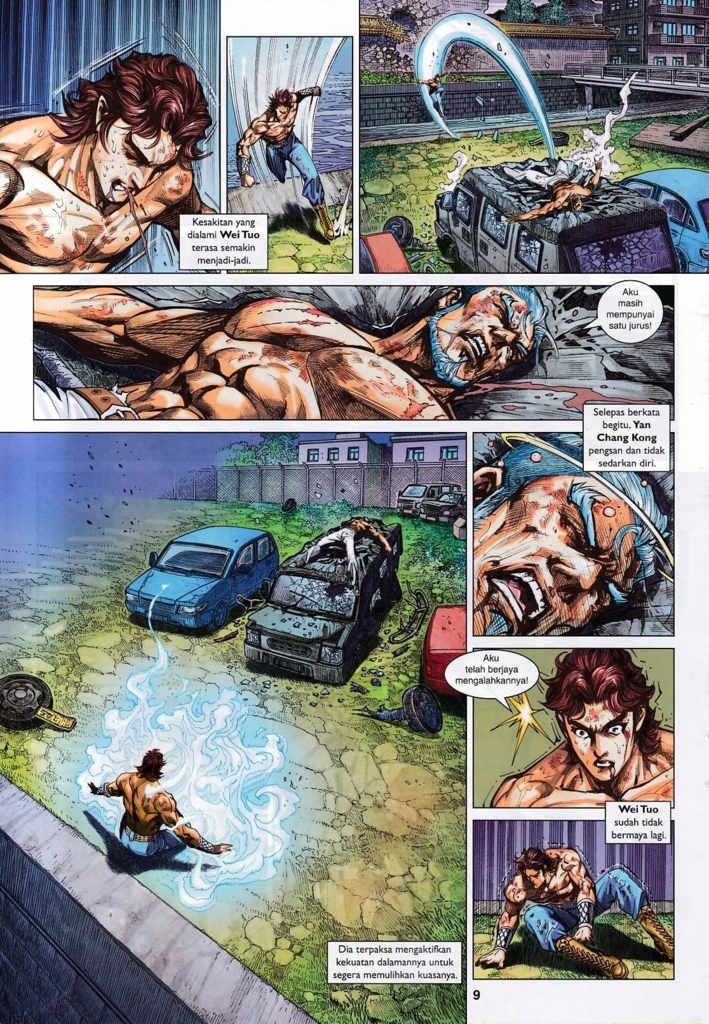 Kesakitan yang
dialami Wei Tuo
terasa semakin
menjadi-jadi.
Aku
masih
mempunyai
satu jurus!
Selepas berkata
begitu, Yan
Chang Kong
pengsan dan tidak
sedarkan diri.
Aku
telah berjaya
mengalahkannya!
Wei Tuo
sudah tidak
bermaya lagi.
Dia terpaksa mengaktifkan
kekuatan dalamannya untuk
segera memulihkan kuasanya.
9